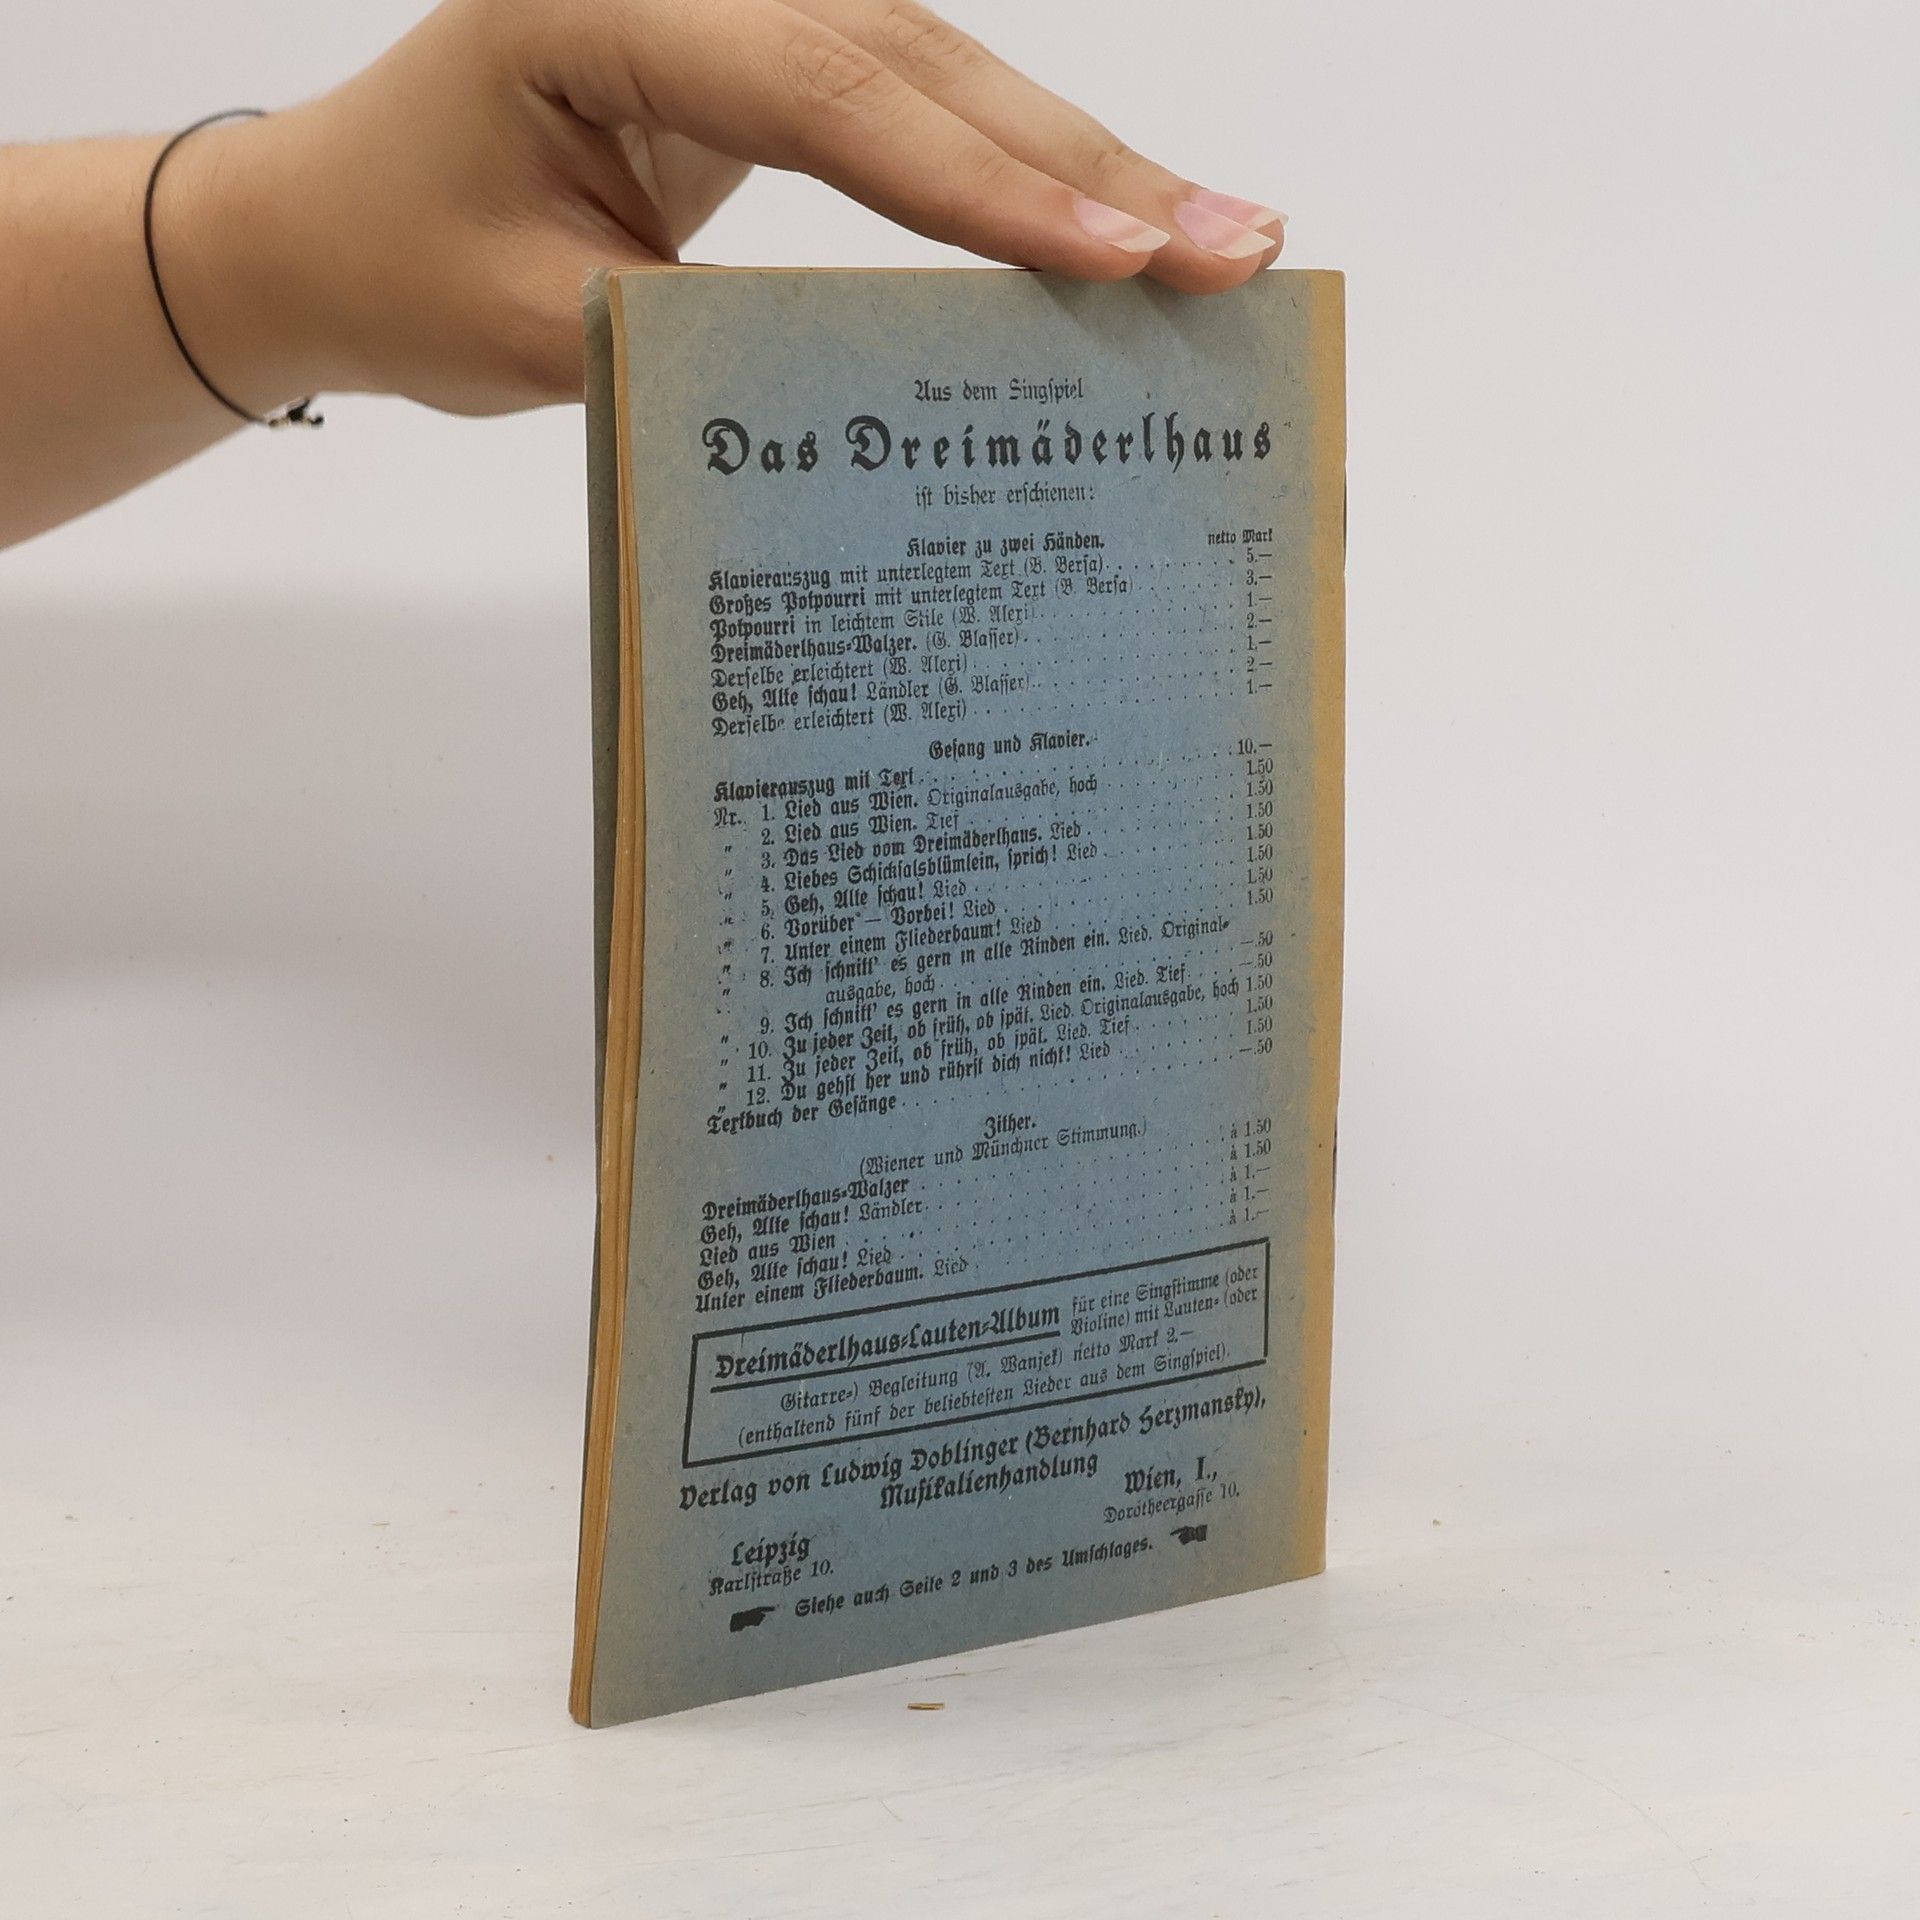 Aus dem Singspiel
Das Dreimäderlhaus
ist bisher erschienen:
Klavier zu zwei Händen. netto Mark
Klavierauszug mit unterlegtem Text (B. Bersa) 5.—
Großes Potpourri mit unterlegtem Text (B. Bersa) 3.—
Potpourri in leichtem Stile (W. Alexi) 1.—
Dreimäderlhaus-Walzer. (G. Blasser) 2.—
Derselbe erleichtert (W. Alexi) 1.—
Geh, Alte schau! Ländler (G. Blasser) 2.—
Derselbe erleichtert (W. Alexi) 1.—
Gesang und Klavier.
Klavierauszug mit Text 10.—
Nr. 1. Lied aus Wien. Originalausgabe, hoch 1.50
" 2. Lied aus Wien. Tief 1.50
" 3. Das Lied vom Dreimäderlhaus. Lied 1.50
" 4. Liebes Schicksalsblümlein, sprich! Lied 1.50
" 5. Geh, Alte schau! Lied 1.50
" 6. Vorüber — Vorbei! Lied 1.50
" 7. Unter einem Fliederbaum! Lied 1.50
" 8. Ich schnitt' es gern in alle Rinden ein. Lied. Original-
ausgabe, hoch —.50
" 9. Ich schnitt' es gern in alle Rinden ein. Lied. Tief —.50
" 10. Zu jeder Zeit, ob früh, ob spät. Lied. Originalausgabe, hoch 1.50
" 11. Zu jeder Zeit, ob früh, ob spät. Lied. Tief 1.50
" 12. Du gehst her und rührst dich nicht! Lied 1.50
Textbuch der Gesänge —.50
Zither.
(Wiener und Münchner Stimmung.)
Dreimäderlhaus-Walzer à 1.50
Geh, Alte schau! Ländler à 1.50
Lied aus Wien à 1.—
Geh, Alte schau! Lied à 1.—
Unter einem Fliederbaum. Lied à 1.—
Dreimäderlhaus-Lauten-Album für eine Singstimme (oder
Violine) mit Lauten- (oder
Gitarre-) Begleitung (A. Wanjek) netto Mark 2.—
(enthaltend fünf der beliebtesten Lieder aus dem Singspiel).
Verlag von Ludwig Doblinger (Bernhard Herzmansky),
Musikalienhandlung
Leipzig Wien, I.,
Karlstraße 10. Dorotheergasse 10.
Siehe auch Seite 2 und 3 des Umschlages.